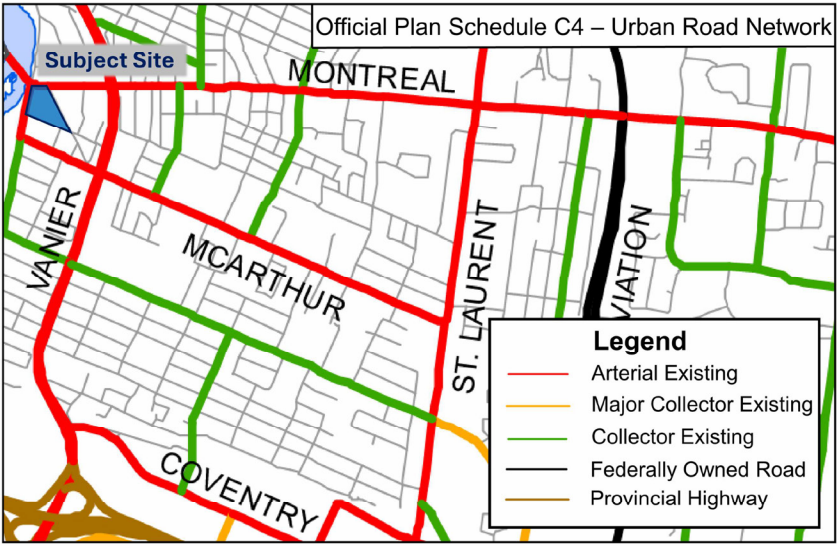 Official Plan Schedule C4 – Urban Road Network
Subject Site
MONTREAL
VANIER
MCARTHUR
ST. LAURENT
VIATION
COVENTRY
Legend
Arterial Existing
Major Collector Existing
Collector Existing
Federally Owned Road
Provincial Highway